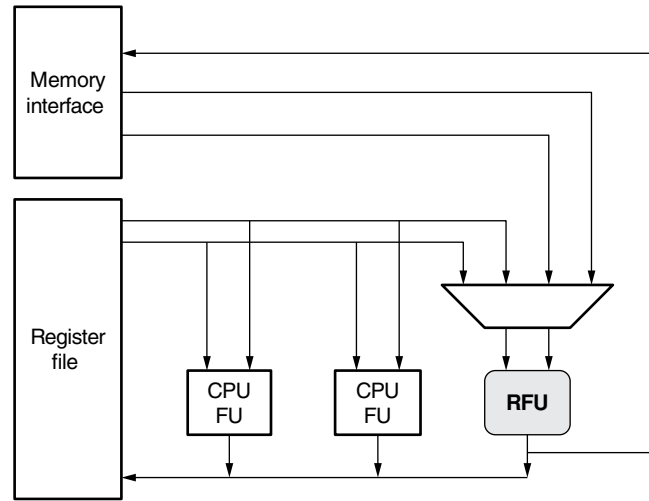 Memory
interface
Register
file
CPU
FU
CPU
FU
RFU